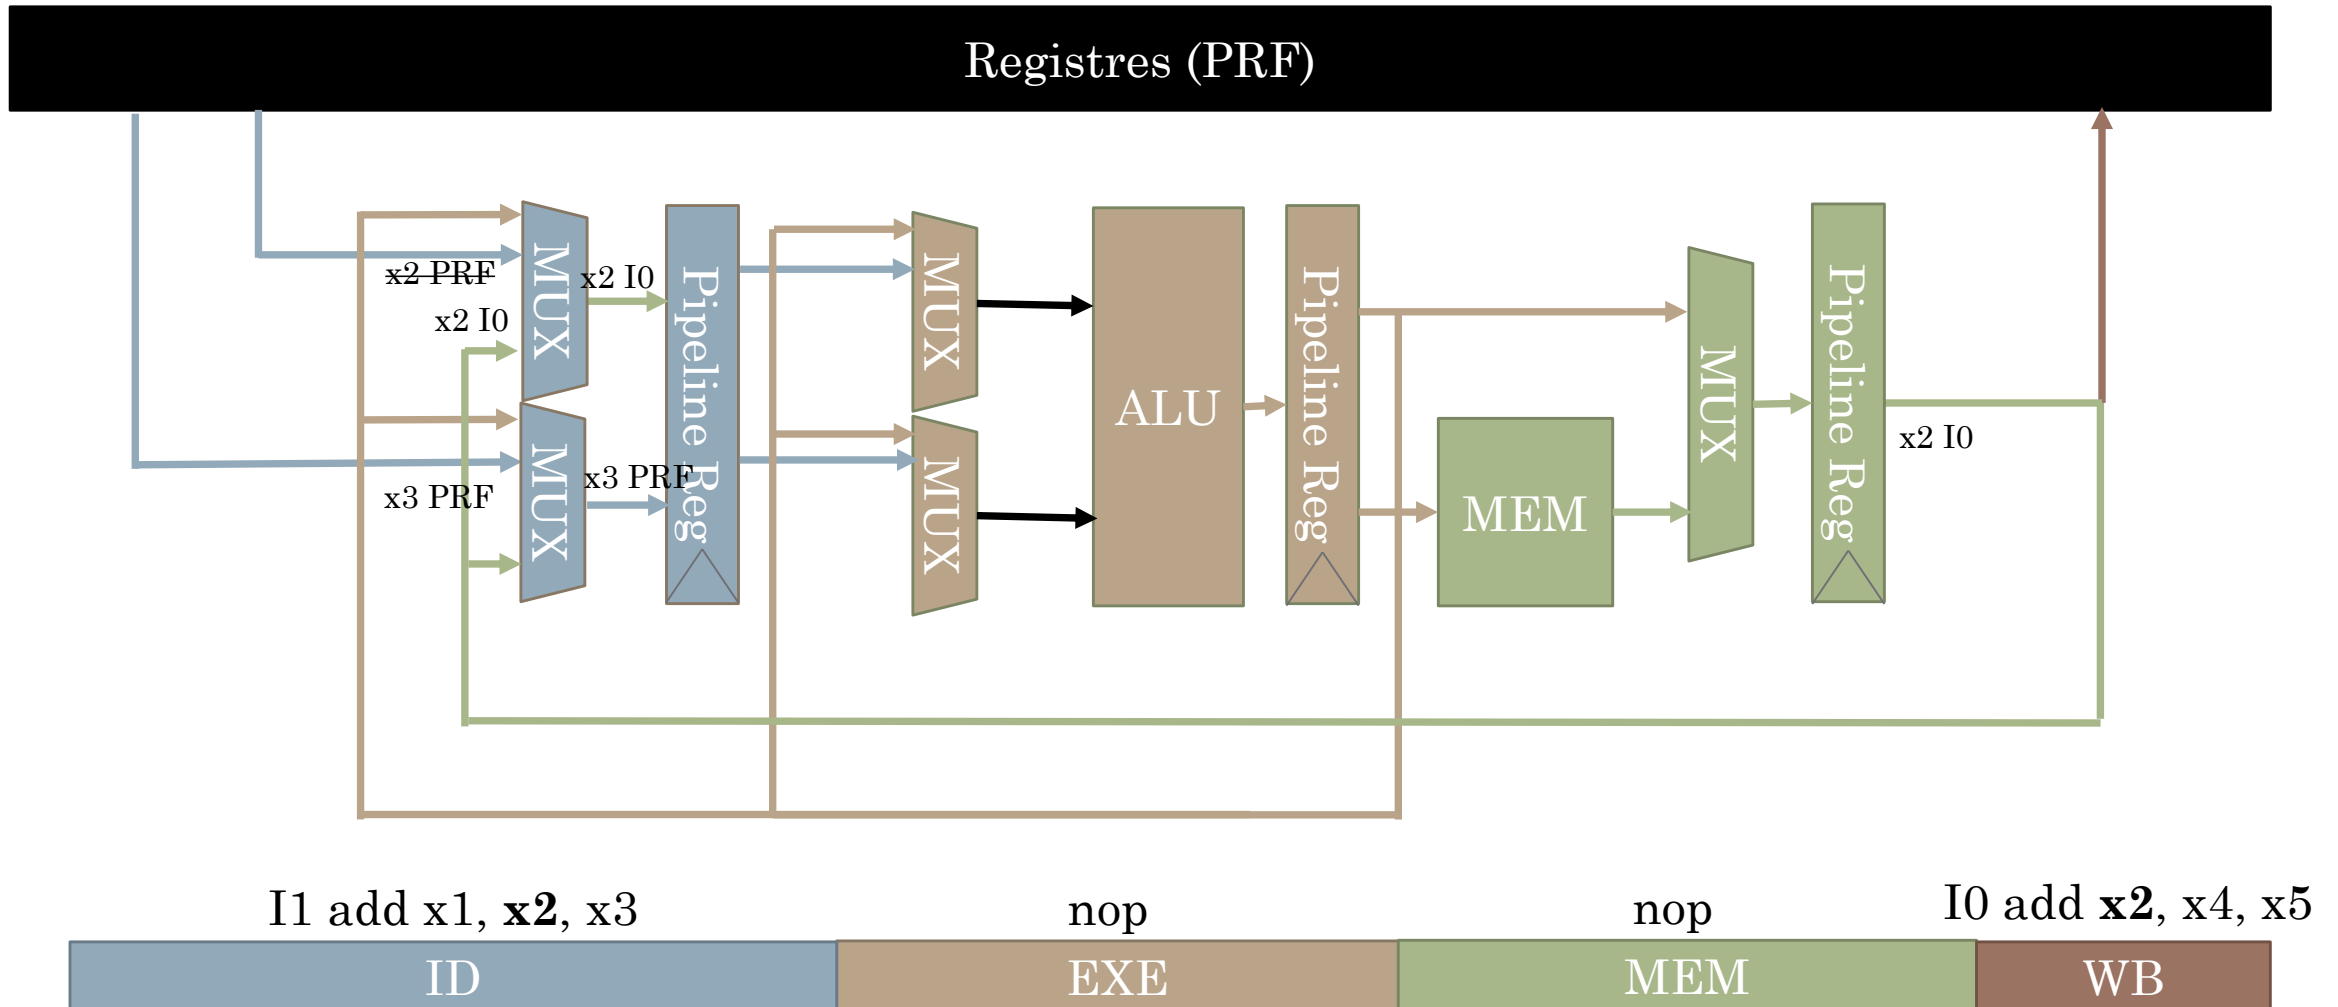 Registres (PRF)
x2 PRF
x2 I0
x2 I0
x3 PRF
x3 PRF
MUX
MUX
Pipeline Reg
MUX
MUX
ALU
Pipeline Reg
MEM
MUX
Pipeline Reg
x2 I0
I1 add x1, x2, x3
nop
nop
I0 add x2, x4, x5
ID
EXE
MEM
WB